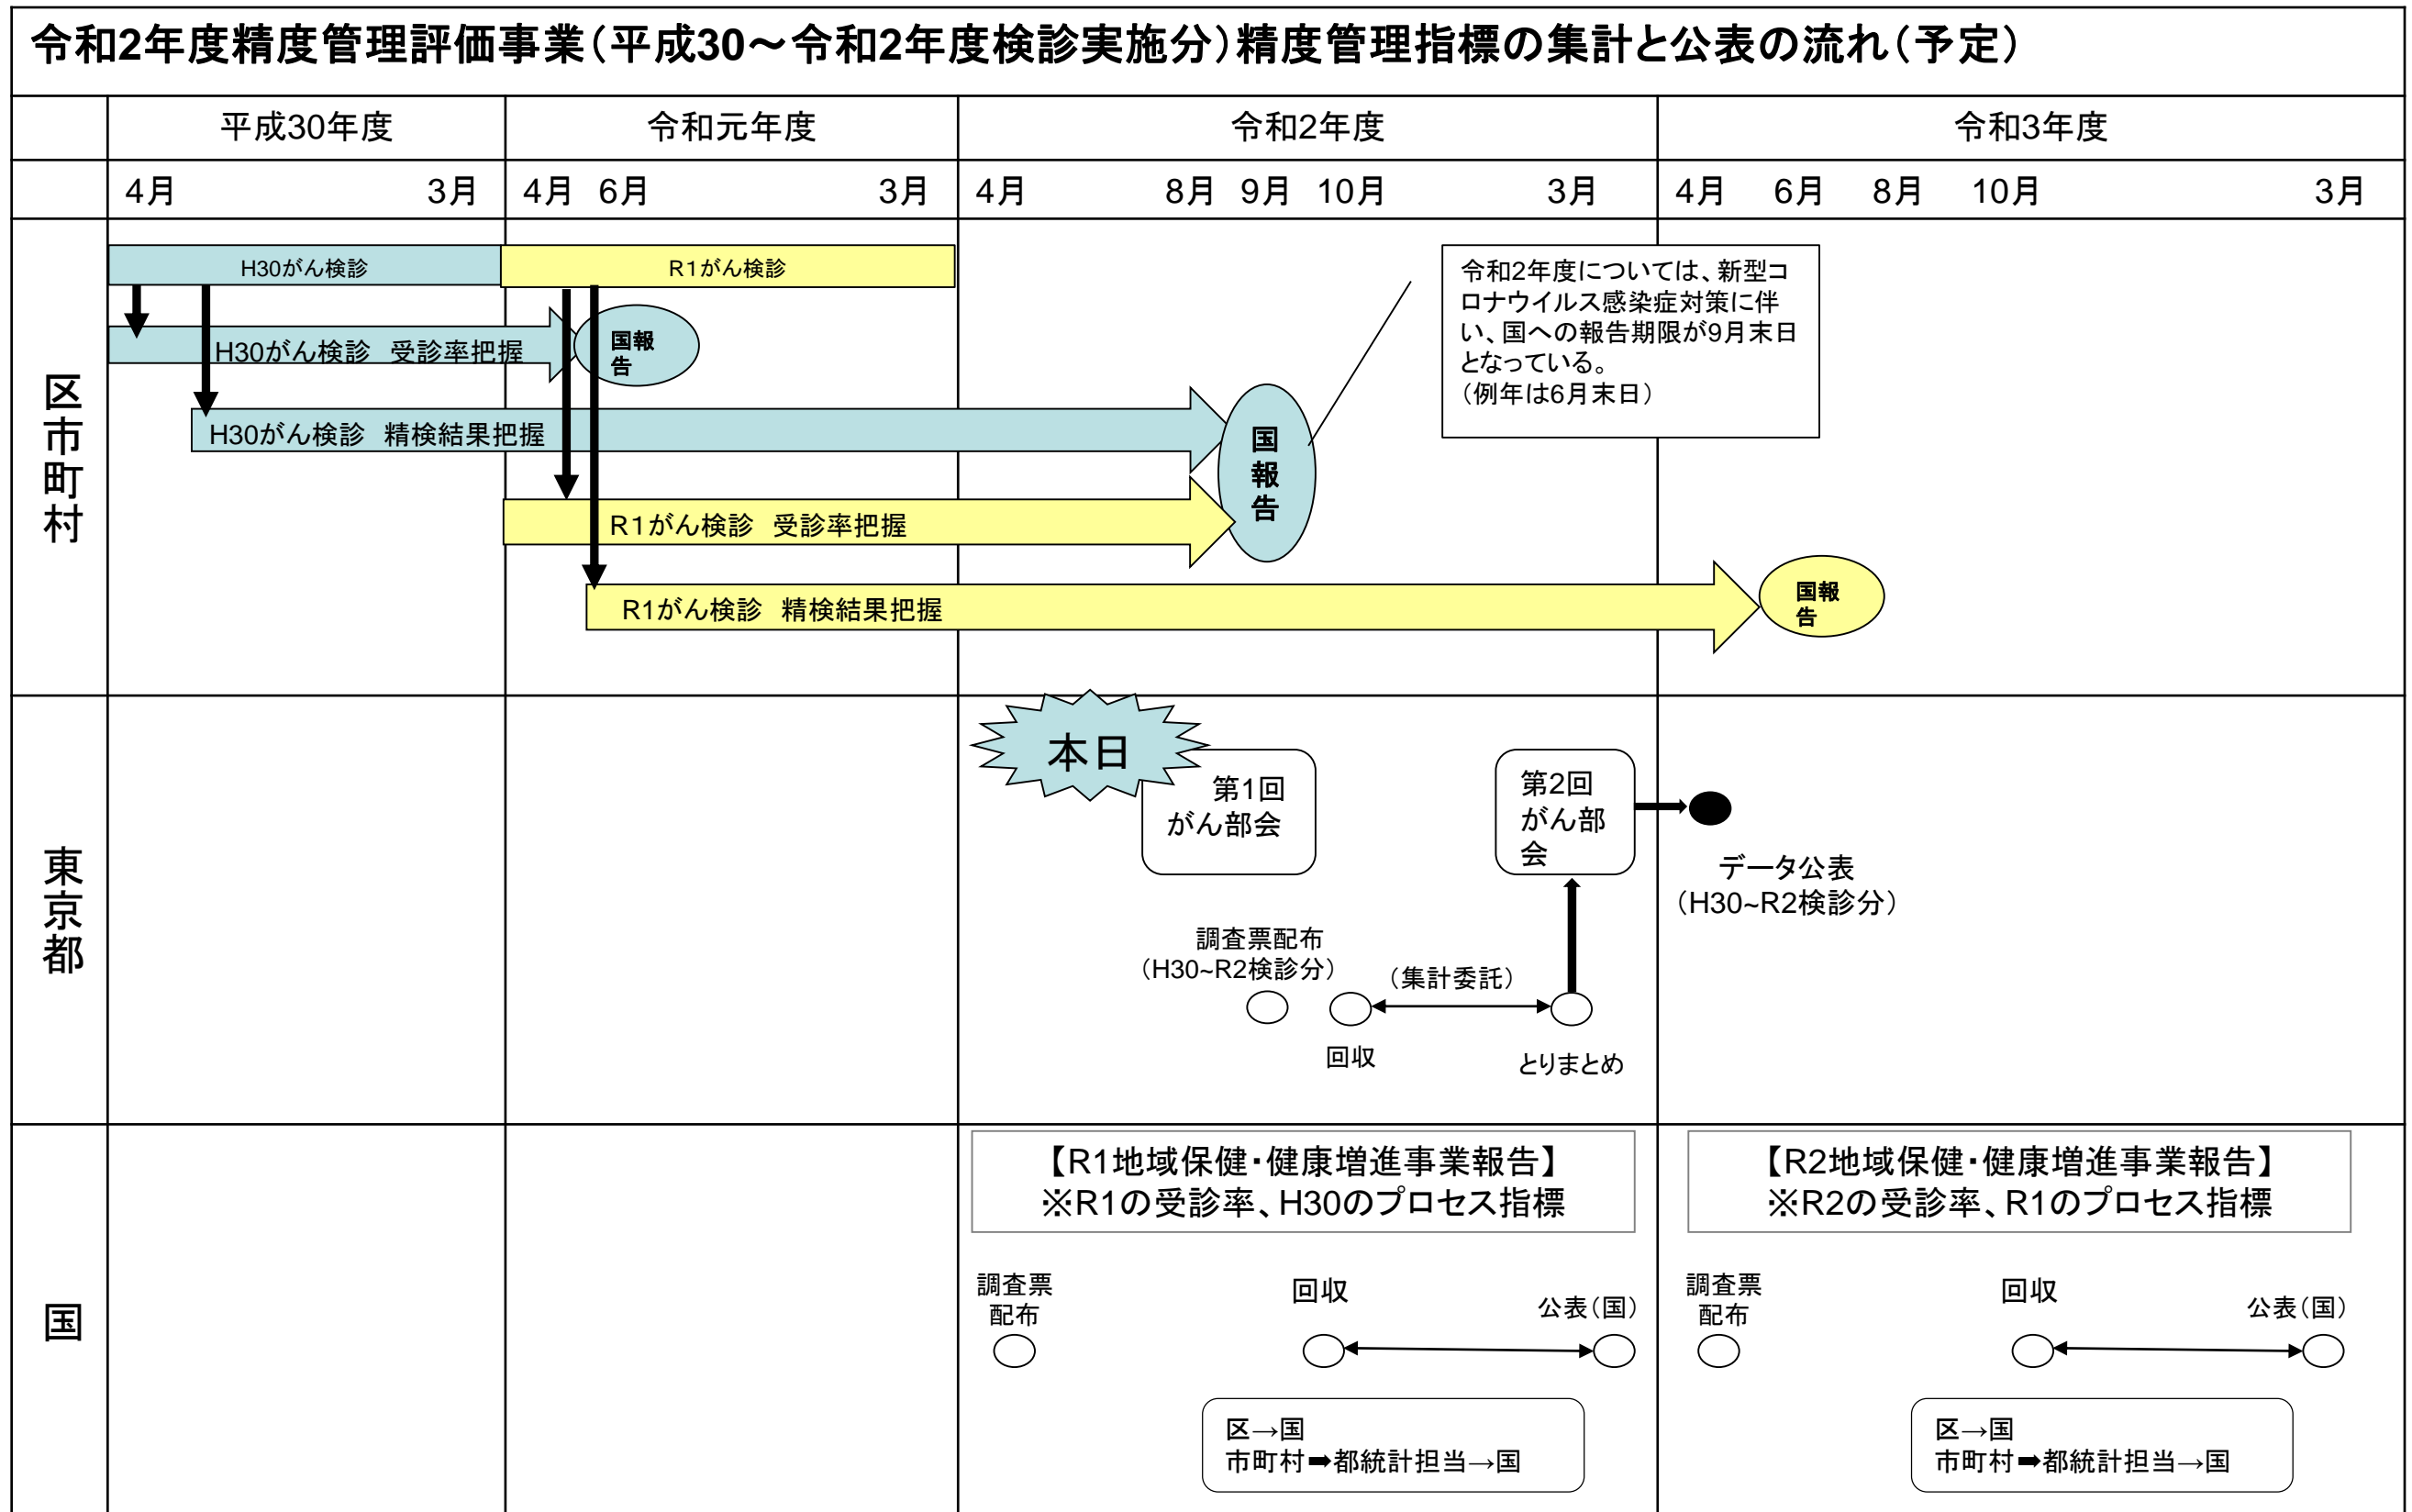 令和2年度精度管理評価事業（平成30～令和2年度検診実施分）精度管理指標の集計と公表の流れ（予定）
平成30年度
令和元年度
令和2年度
令和3年度
4月
3月
4月
6月
3月
4月
8月
9月
10月
3月
4月
6月
8月
10月
3月
区市町村
H30がん検診
R1がん検診
令和2年度については、新型コ
ロナウイルス感染症対策に伴
い、国への報告期限が9月末日
となっている。
（例年は6月末日）
H30がん検診　受診率把握
国報
告
H30がん検診　精検結果把握
国
報
告
R1がん検診　受診率把握
R1がん検診　精検結果把握
国報
告
東京都
本日
第1回
がん部会
第2回
がん部
会
データ公表
（H30~R2検診分）
調査票配布
（H30~R2検診分）
（集計委託）
回収
とりまとめ
国
【R1地域保健・健康増進事業報告】
※R1の受診率、H30のプロセス指標
【R2地域保健・健康増進事業報告】
※R2の受診率、R1のプロセス指標
調査票
配布
回収
公表（国）
調査票
配布
回収
公表（国）
区→国
市町村➡都統計担当→国
区→国
市町村➡都統計担当→国